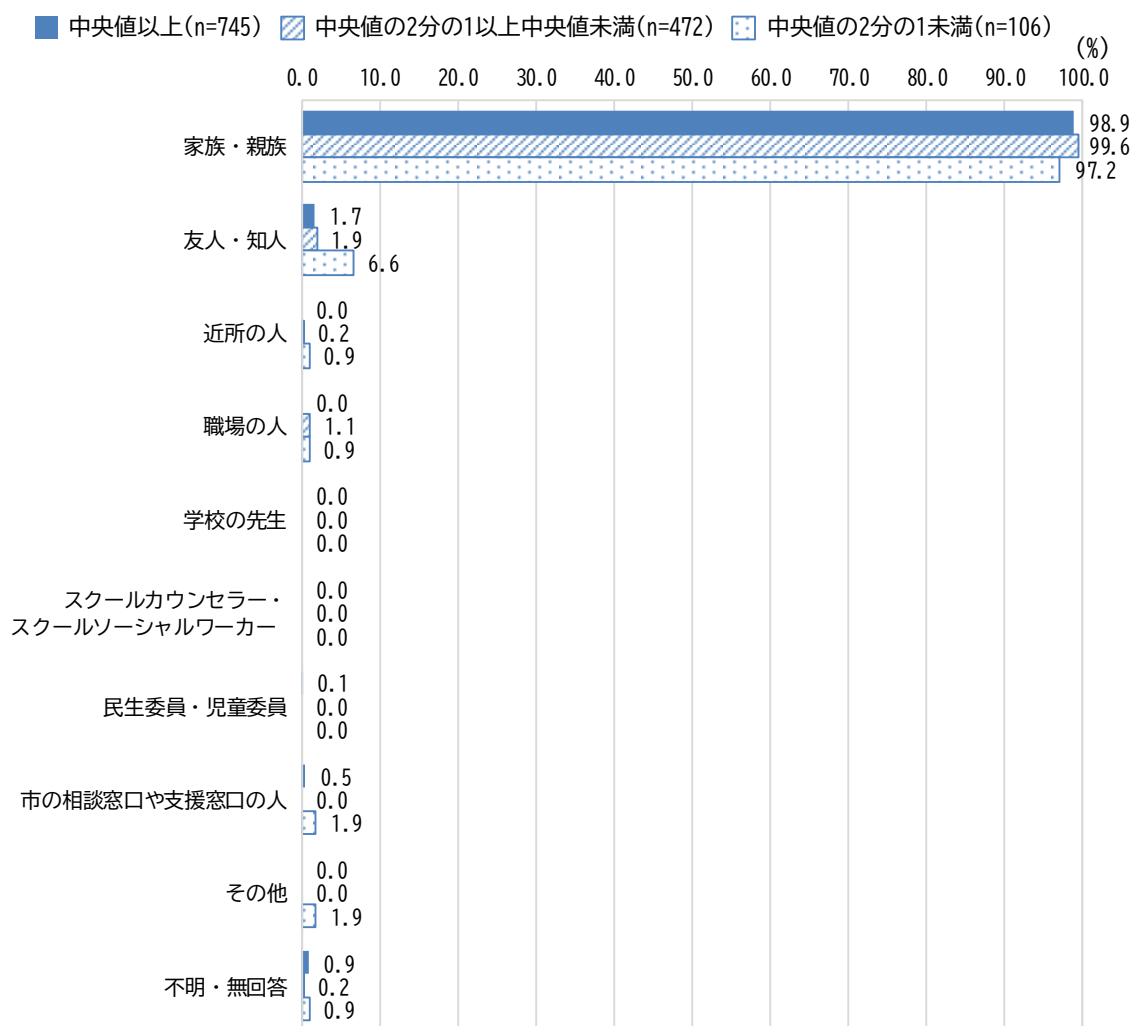 中央値以上(n=745) 中央値の2分の1以上中央値未満(n=472) 中央値の2分の1未満(n=106)
(%)
0.0 10.0 20.0 30.0 40.0 50.0 60.0 70.0 80.0 90.0 100.0
家族・親族
98.9
99.6
97.2
友人・知人
1.7
1.9
6.6
近所の人
0.0
0.2
0.9
職場の人
0.0
1.1
0.9
学校の先生
0.0
0.0
0.0
スクールカウンセラー・
スクールソーシャルワーカー
0.0
0.0
0.0
民生委員・児童委員
0.1
0.0
0.0
市の相談窓口や支援窓口の人
0.5
0.0
1.9
その他
0.0
0.0
1.9
不明・無回答
0.9
0.2
0.9